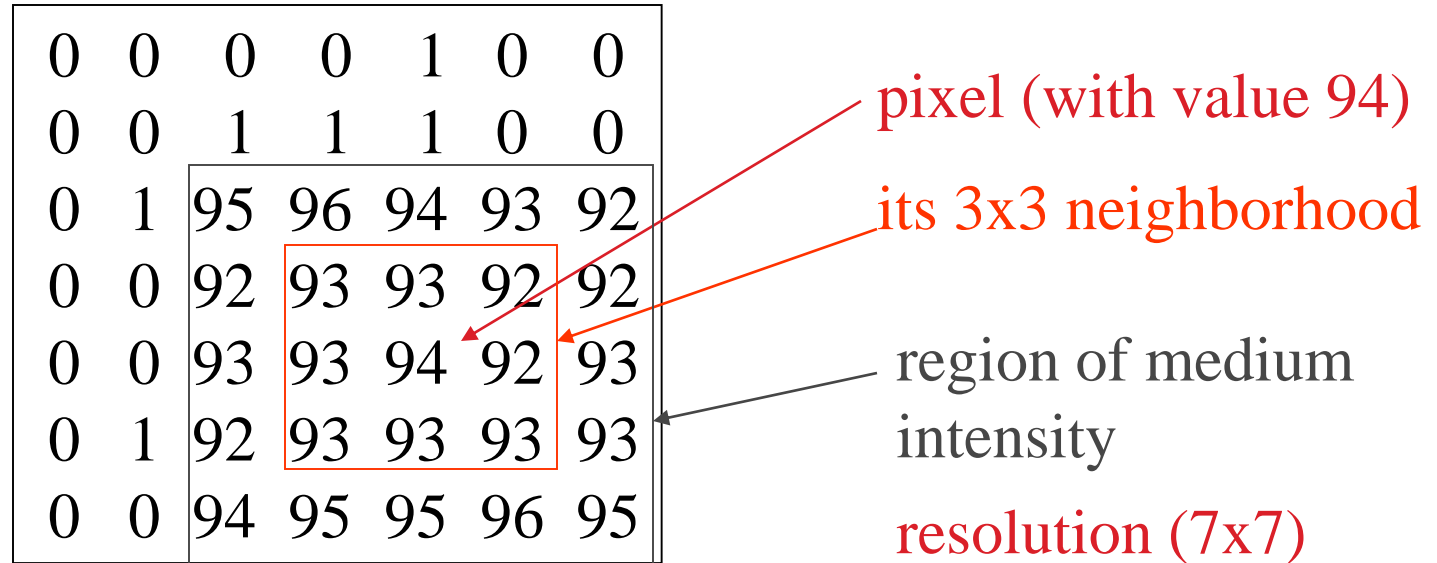 0 0 0 0 1 0 0
0 0 1 1 1 0 0
0 1 95 96 94 93 92
0 0 92 93 93 92 92
0 0 93 93 94 92 93
0 1 92 93 93 93 93
0 0 94 95 95 96 95
pixel (with value 94)
its 3x3 neighborhood
region of medium
intensity
resolution (7x7)